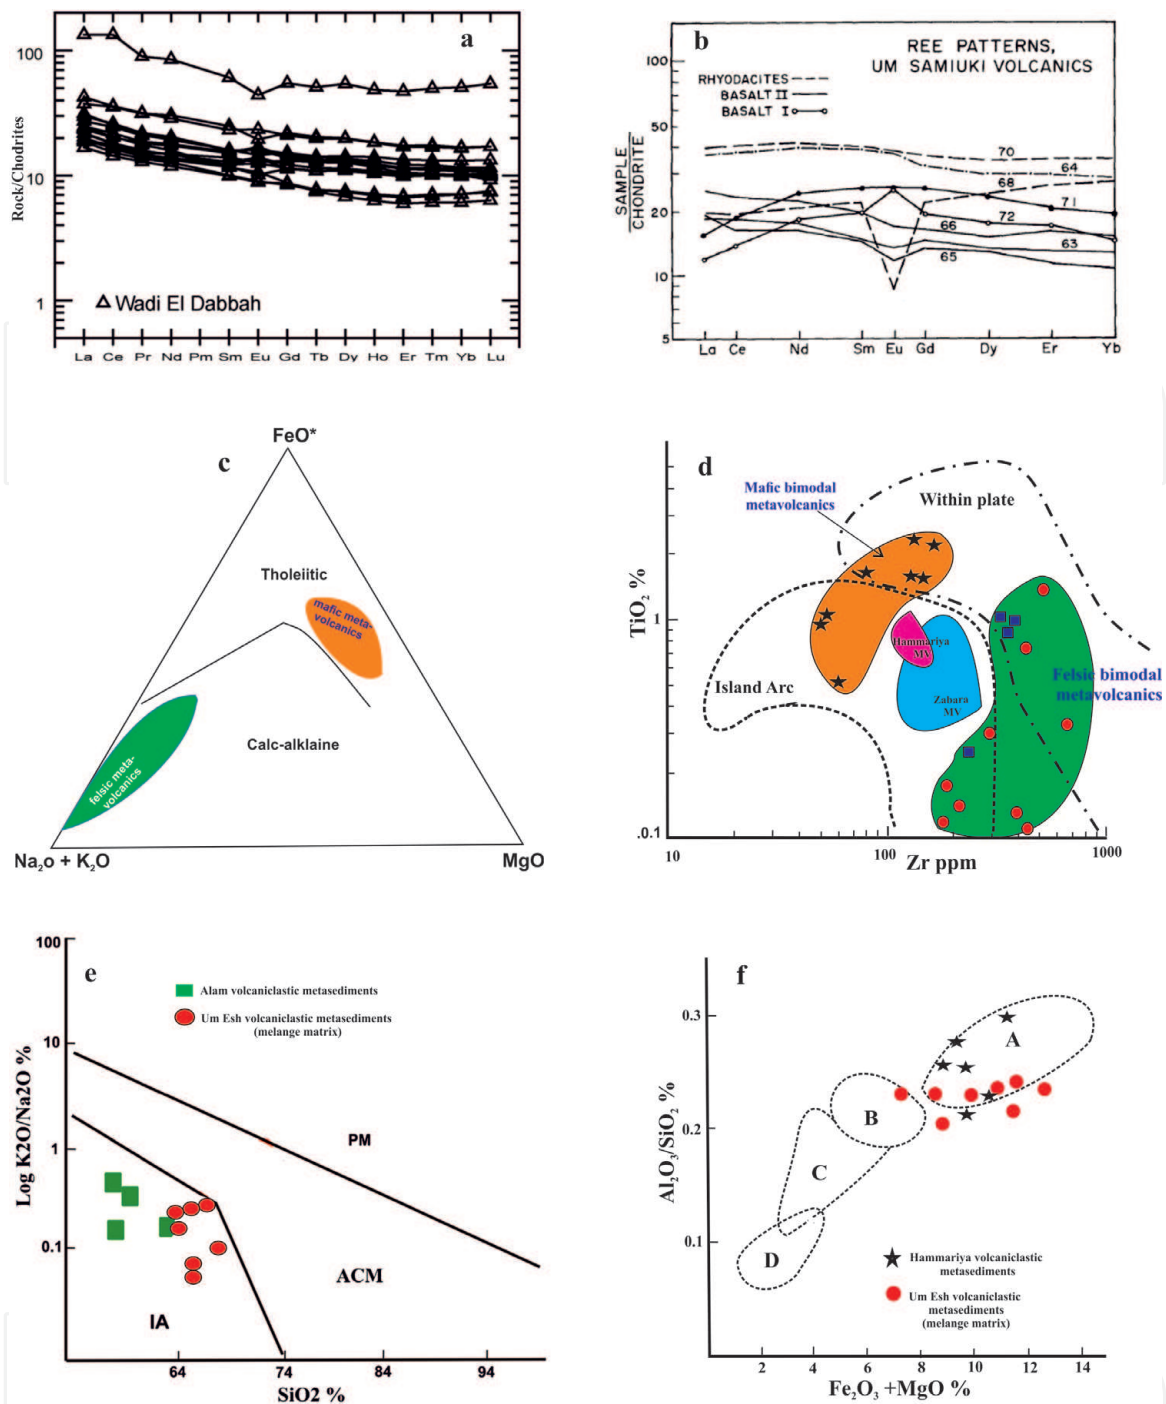 a
100
10
1
Rock/Chodrites
Wadi El Dabbah
La Ce Pr Nd Pm Sm Eu Gd Tb Dy Ho Er Tm Yb Lu
b
REE PATTERNS,
UM SAMIUKI VOLCANICS
RHYODACITES
BASALT II
BASALT I
100
50
20
10
5
SAMPLE
CHONDRITE
70
64
68
71
72
66
63
65
La Ce Nd Sm Eu Gd Dy Er Yb
c
FeO*
Tholeiitic
mafic meta-
volcanics
Calc-alklaine
felsic meta-
volcanics
Na₂o + K₂O
MgO
d
Mafic bimodal
metavolcanics
Within plate
TiO₂ %
1
.1
Hammariya
MV
Island Arc
Zabara
MV
Felsic bimodal
metavolcanics
10 100 1000
Zr ppm
e
100
10
1
0.1
Log K2O/Na2O %
Alam volcaniclastic metasediments
Um Esh volcaniclastic metasediments
(melange matrix)
PM
ACM
IA
64 74 84 94
SiO2 %
f
0.3
0.2
0.1
Al₂O₃/SiO₂ %
A
B
C
D
Hammariya volcaniclastic
metasediments
Um Esh volcaniclastic
metasediments
(melange matrix)
2 4 6 8 10 12 14
Fe₂O₃ +MgO %